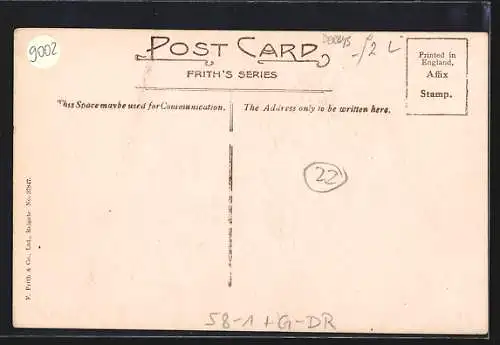 9002
POST CARD
FRITH'S SERIES
-/2 L
Printed in
England.
Affix
Stamp.
This Space may be used for Communication.
The Address only to be written here.
22
F. Frith & Co., Ltd., Reigate. No.
58-1+G-DR